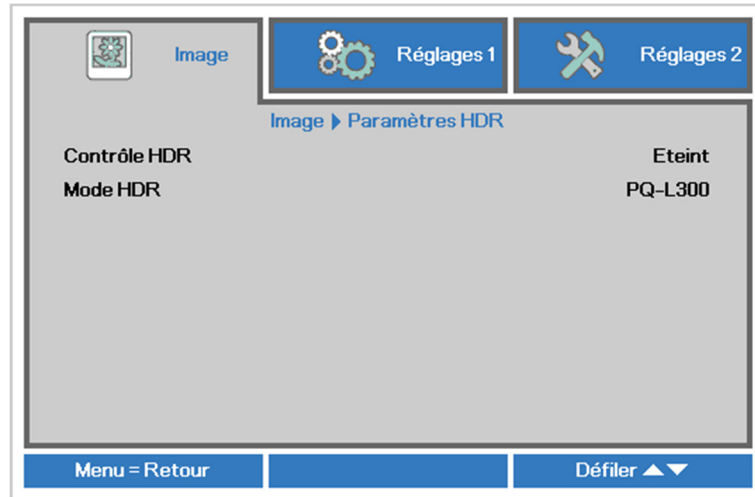 Image Réglages 1 Réglages 2
Image ▶ Paramètres HDR
Contrôle HDR Eteint
Mode HDR PQ-L300
Menu = Retour Défiler ▲▼